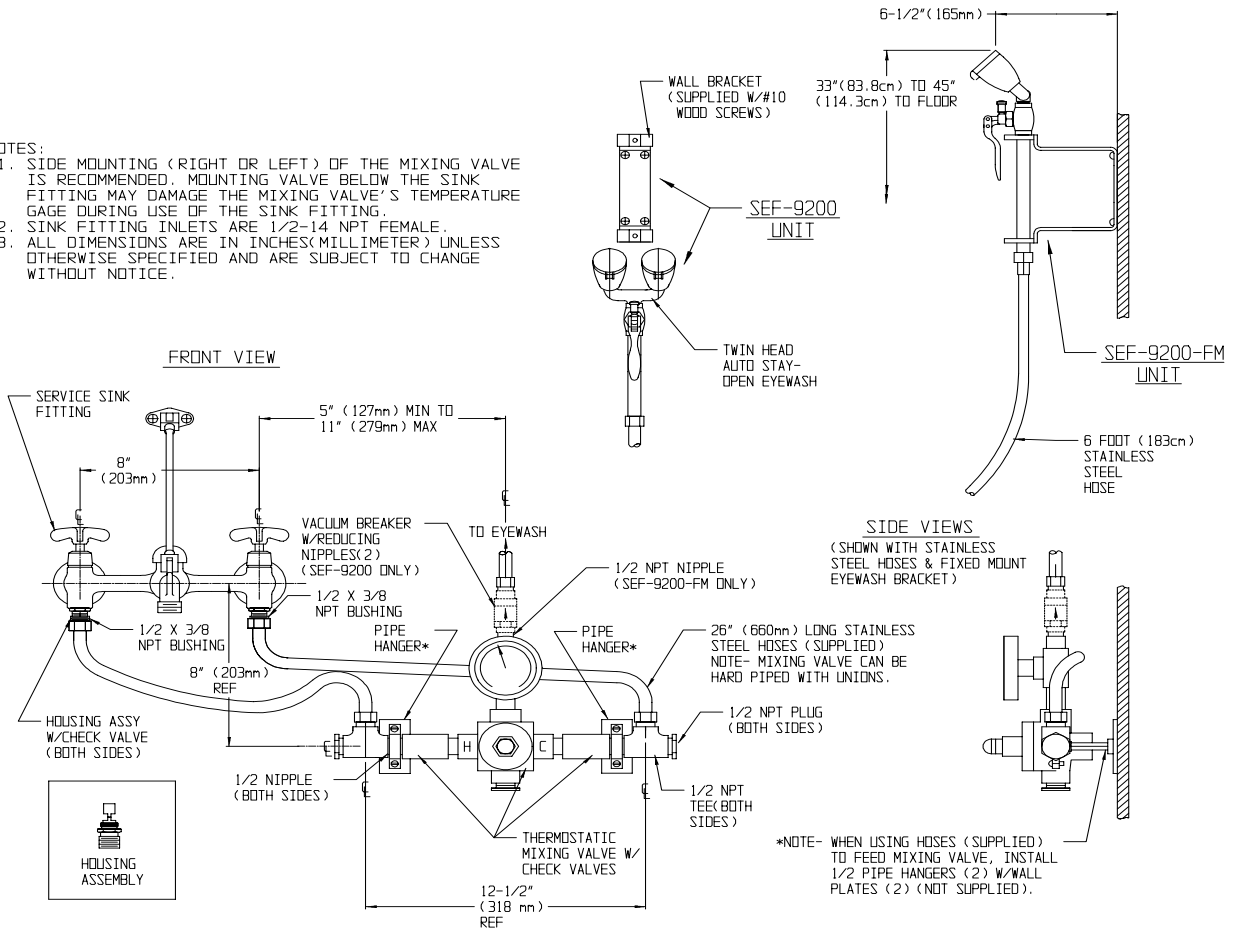 OTES:
1. SIDE MOUNTING (RIGHT OR LEFT) OF THE MIXING VALVE
IS RECOMMENDED. MOUNTING VALVE BELOW THE SINK
FITTING MAY DAMAGE THE MIXING VALVE'S TEMPERATURE
GAGE DURING USE OF THE SINK FITTING.
2. SINK FITTING INLETS ARE 1/2-14 NPT FEMALE.
3. ALL DIMENSIONS ARE IN INCHES(MILLIMETER) UNLESS
OTHERWISE SPECIFIED AND ARE SUBJECT TO CHANGE
WITHOUT NOTICE.
WALL BRACKET
(SUPPLIED W/#10
WOOD SCREWS)
SEF-9200
UNIT
TWIN HEAD
AUTO STAY-
OPEN EYEWASH
6-1/2"(165mm)
33"(83.8cm) TO 45"
(114.3cm) TO FLOOR
SEF-9200-FM
UNIT
6 FOOT (183cm)
STAINLESS
STEEL
HOSE
FRONT VIEW
SERVICE SINK
FITTING
5" (127mm) MIN TO
11" (279mm) MAX
8"
(203mm)
VACUUM BREAKER
W/REDUCING
NIPPLES(2)
(SEF-9200 ONLY)
TO EYEWASH
1/2 NPT NIPPLE
(SEF-9200-FM ONLY)
1/2 X 3/8
NPT BUSHING
1/2 X 3/8
NPT BUSHING
PIPE
HANGER*
PIPE
HANGER*
26" (660mm) LONG STAINLESS
STEEL HOSES (SUPPLIED)
NOTE- MIXING VALVE CAN BE
HARD PIPED WITH UNIONS.
8" (203mm)
REF
HOUSING ASSY
W/CHECK VALVE
(BOTH SIDES)
H
C
1/2 NPT PLUG
(BOTH SIDES)
1/2 NIPPLE
(BOTH SIDES)
1/2 NPT
TEE(BOTH
SIDES)
THERMOSTATIC
MIXING VALVE W/
CHECK VALVES
12-1/2"
(318 mm)
REF
HOUSING
ASSEMBLY
SIDE VIEWS
(SHOWN WITH STAINLESS
STEEL HOSES & FIXED MOUNT
EYEWASH BRACKET)
*NOTE- WHEN USING HOSES (SUPPLIED)
TO FEED MIXING VALVE, INSTALL
1/2 PIPE HANGERS (2) W/WALL
PLATES (2) (NOT SUPPLIED).